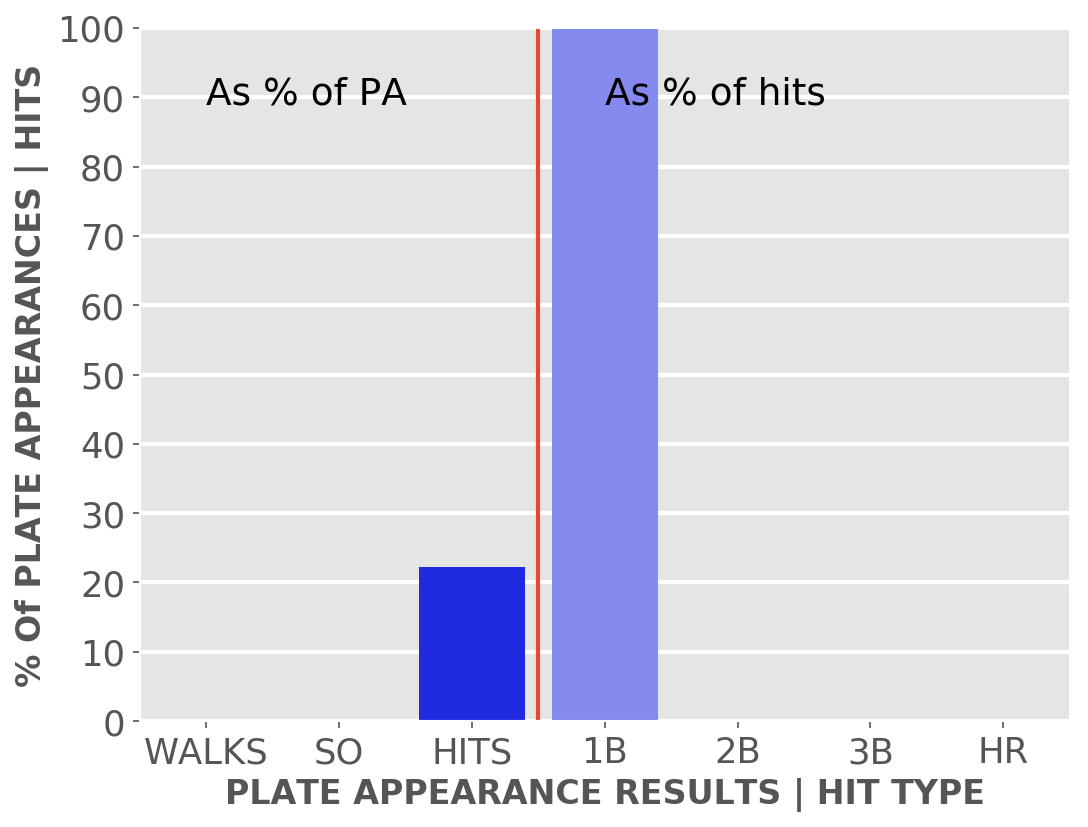 % Of PLATE APPEARANCES | HITS
100
90
80
70
60
50
40
30
20
10
0
As % of PA
As % of hits
WALKS SO HITS 1B 2B 3B HR
PLATE APPEARANCE RESULTS | HIT TYPE